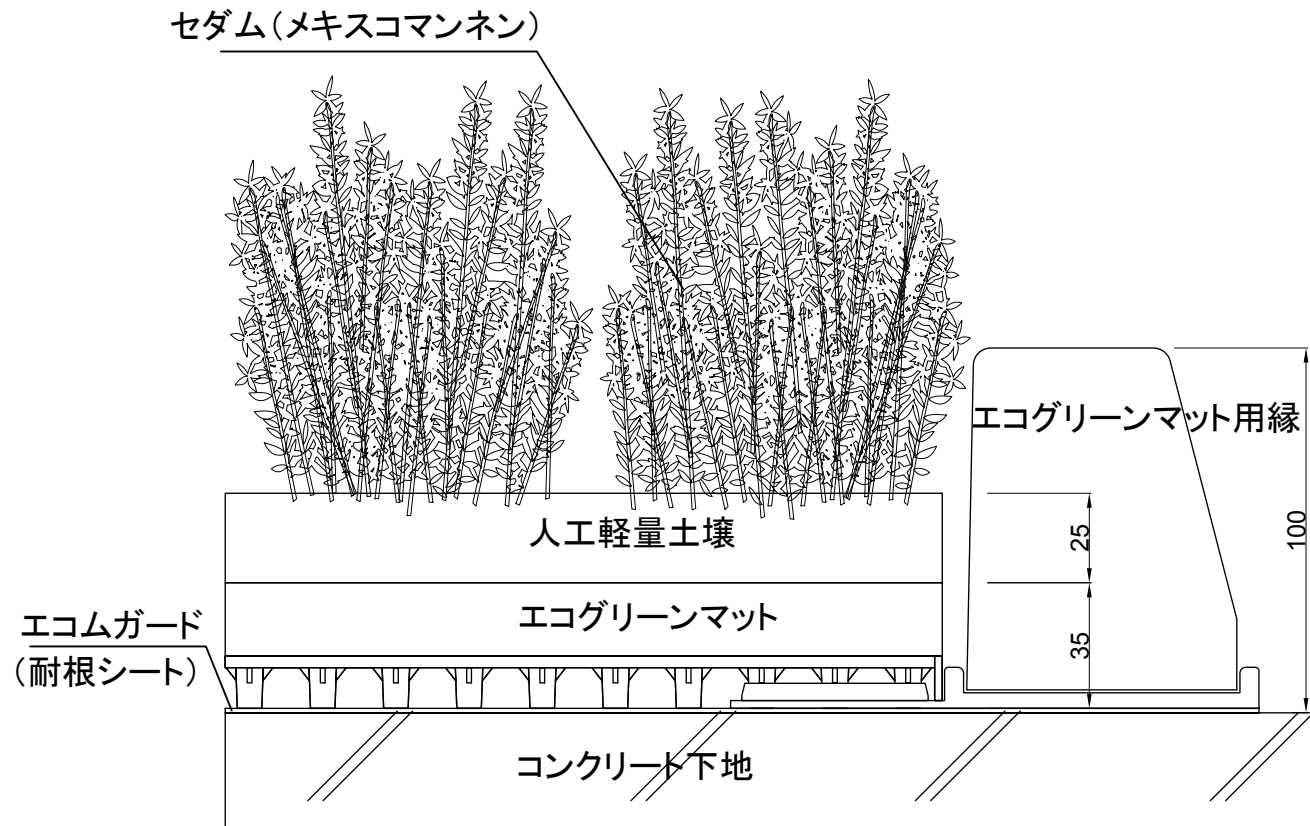 セダム(メキスコマンネン)
エコグリーンマット用縁
人工軽量土壌
25
100
エコグリーンマット
35
エコムガード
(耐根シート)
コンクリート下地